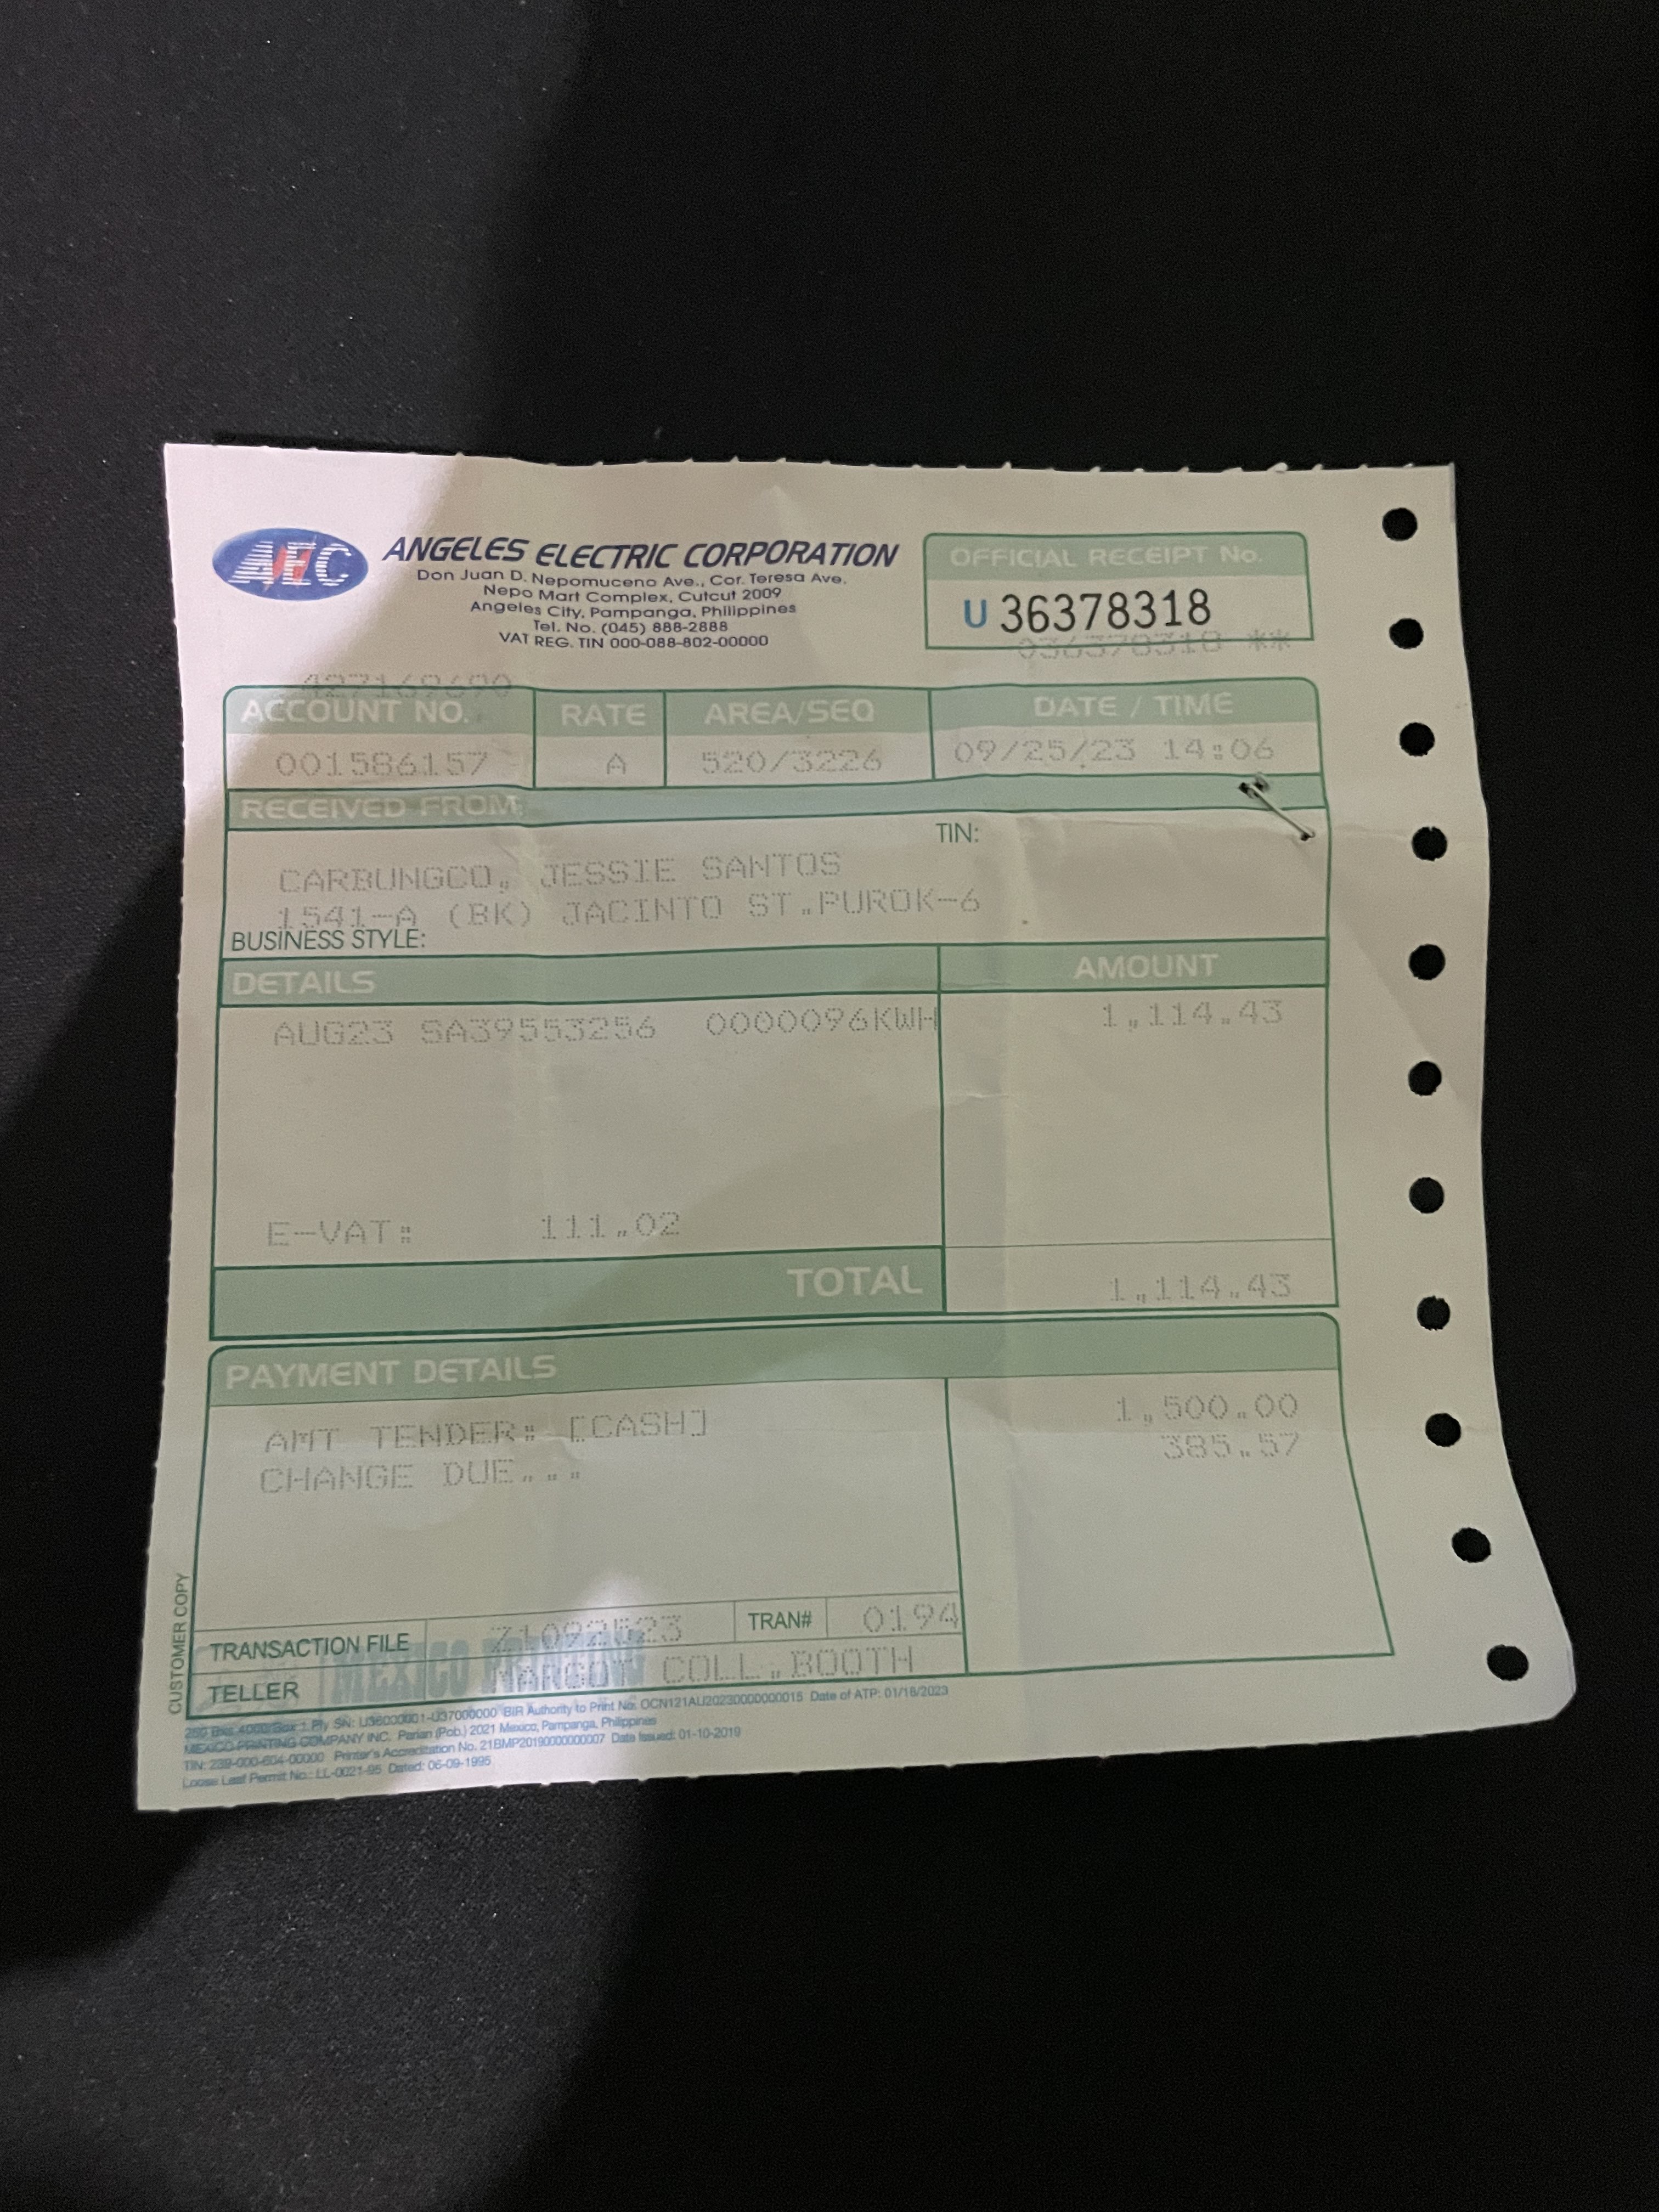 AEC
ANGELES ELECTRIC CORPORATION
Don Juan D. Nepomuceno Ave., Cor. Teresa Ave.
Nepo Mart Complex, Cutcut 2009
Angeles City, Pampanga, Philippines
Tel. No. (045) 888-2888
VAT REG. TIN 000-088-802-00000
OFFICIAL RECEIPT No.
U 36378318
036378318 **
427169690
ACCOUNT NO. RATE AREA/SEQ DATE / TIME
001586157 A 520/3226 09/25/23 14:06
RECEIVED FROM:
TIN:
CARBUNGCO, JESSIE SANTOS
1541-A (BK) JACINTO ST.PUROK-6
BUSINESS STYLE:
DETAILS AMOUNT
AUG23 SA39553256 0000096KWH 1,114.43
E-VAT: 111.02
TOTAL 1,114.43
PAYMENT DETAILS
AMT TENDER: [CASH] 1,500.00
CHANGE DUE... 385.57
TRANSACTION FILE Z1092523 TRAN# 0194
TELLER MARGOT COLL.BOOTH
MEXICO PRINTING
CUSTOMER COPY
250 Bxs 4000/Box 1 Ply SN: U36000001-U37000000 BIR Authority to Print No. OCN121AU20230000000015 Date of ATP: 01/18/2023
MEXICO PRINTING COMPANY INC. Parian (Pob.) 2021 Mexico, Pampanga, Philippines
TIN: 239-000-604-00000 Printer's Accreditation No. 21BMP20190000000007 Date Issued: 01-10-2019
Loose Leaf Permit No.: LL-0021-95 Dated: 06-09-1995